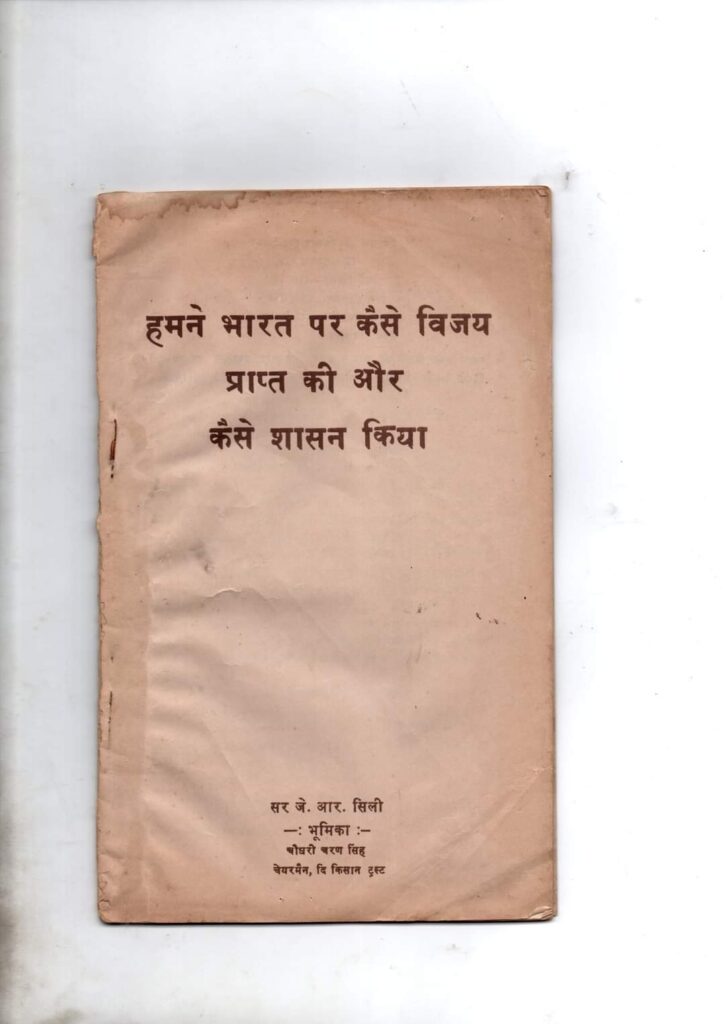 हमने भारत पर कैसे विजय
प्राप्त की और
कैसे शासन किया
सर जे. आर. सिली
—: भूमिका :—
चौधरी चरण सिंह
चेयरमैन, दि किसान ट्रस्ट